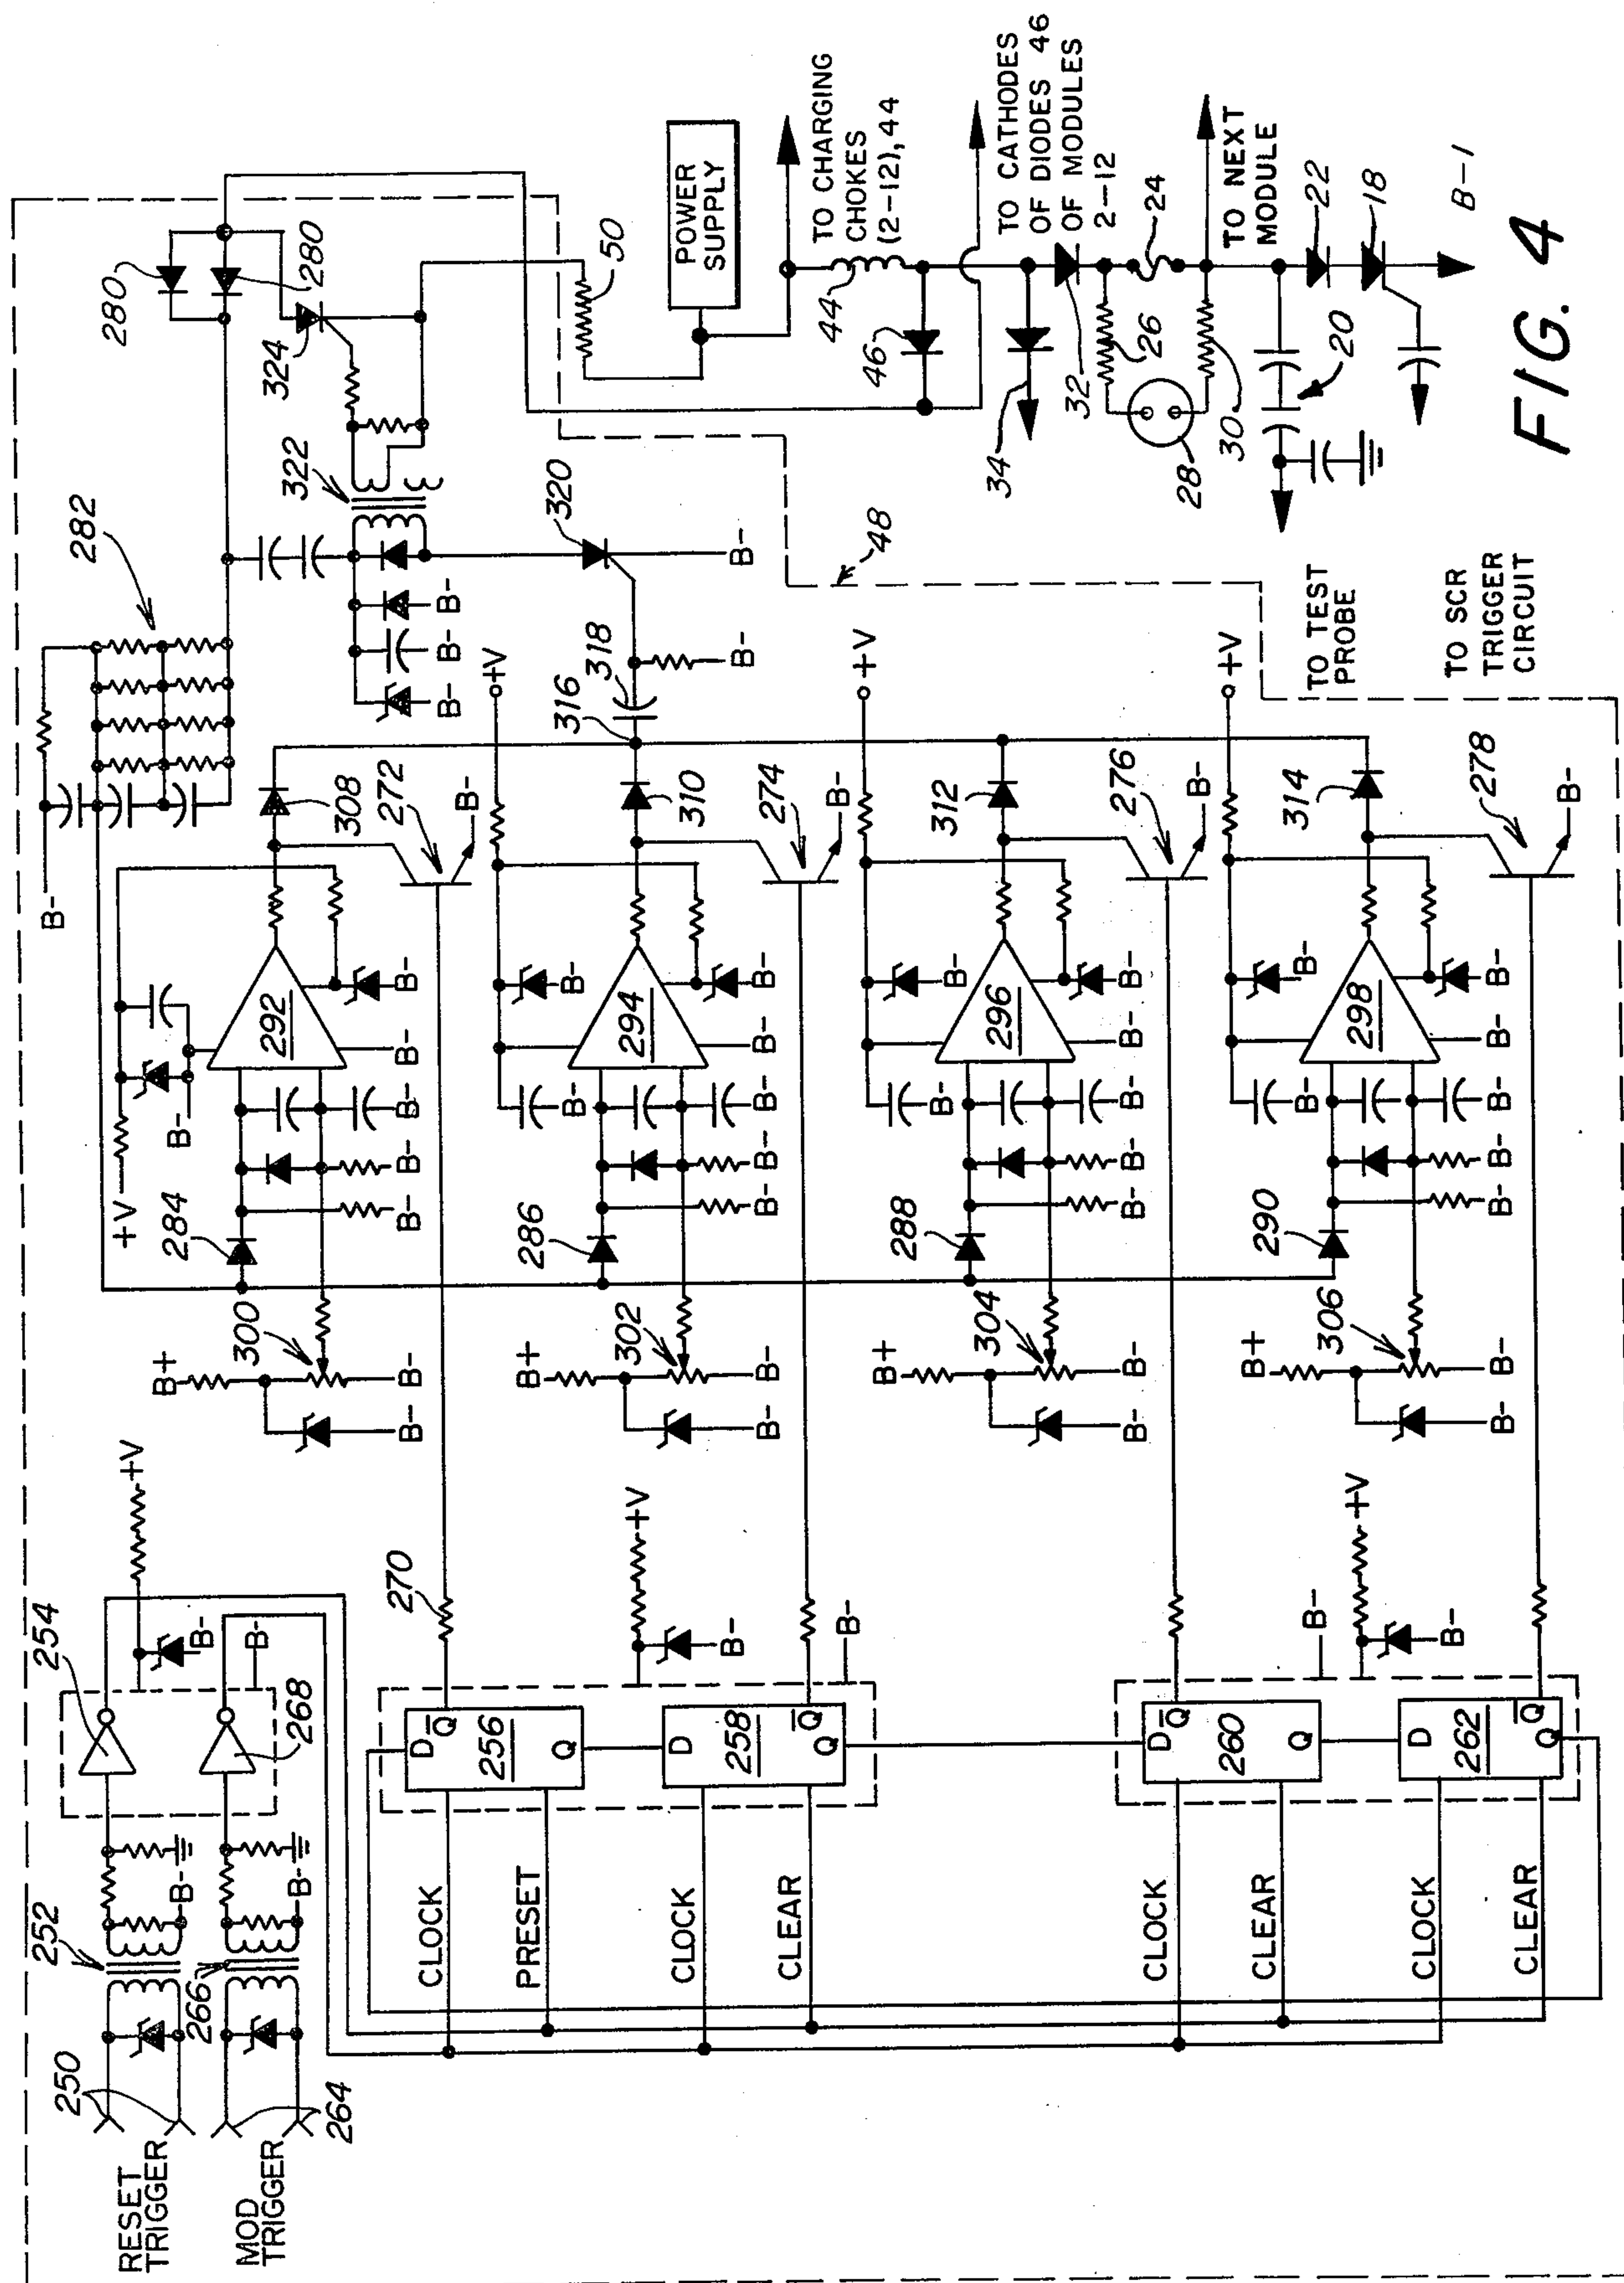 RESET
TRIGGER
250
252
254
+V
B-
B-
B-
MOD
TRIGGER
264
266
268
B-
CLOCK
PRESET
CLOCK
CLEAR
CLOCK
CLEAR
CLOCK
CLEAR
D
Q̅
256
Q
D
Q̅
258
Q
D
Q̅
260
Q
D
Q̅
262
Q
270
+V
B-
B-
B-
+V
B-
B+
300
B-
B-
B+
302
B-
B-
B+
304
B-
B-
B+
306
B-
B-
+V
B-
284
B-
B-
B-
292
B-
B-
308
272
B-
286
B-
B-
B-
B-
294
B-
B-
B-
+V
310
274
B-
288
B-
B-
B-
B-
296
B-
B-
B-
+V
312
276
B-
290
B-
B-
B-
B-
298
B-
B-
B-
+V
314
278
B-
B-
282
316
318
B-
B-
B-
B-
320
B-
322
324
280
280
48
50
POWER
SUPPLY
TO CHARGING
CHOKES
(2-12), 44
44
46
TO CATHODES
OF DIODES 46
OF MODULES
2-12
34
32
26
24
28
30
TO NEXT
MODULE
20
22
18
B-1
TO TEST
PROBE
TO SCR
TRIGGER
CIRCUIT
FIG. 4